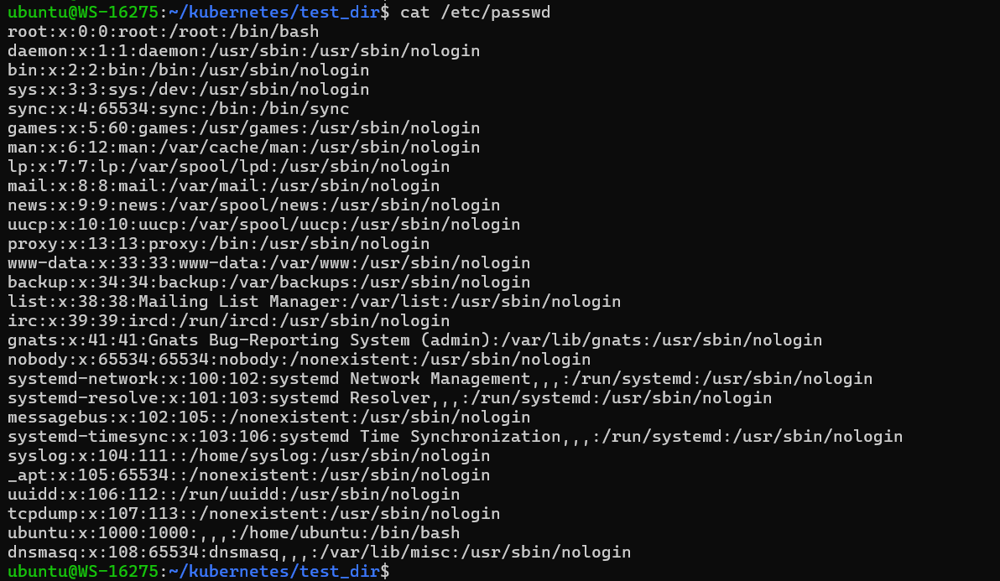 ubuntu@WS-16275:~/kubernetes/test_dir$ cat /etc/passwd
root:x:0:0:root:/root:/bin/bash
daemon:x:1:1:daemon:/usr/sbin:/usr/sbin/nologin
bin:x:2:2:bin:/bin:/usr/sbin/nologin
sys:x:3:3:sys:/dev:/usr/sbin/nologin
sync:x:4:65534:sync:/bin:/bin/sync
games:x:5:60:games:/usr/games:/usr/sbin/nologin
man:x:6:12:man:/var/cache/man:/usr/sbin/nologin
lp:x:7:7:lp:/var/spool/lpd:/usr/sbin/nologin
mail:x:8:8:mail:/var/mail:/usr/sbin/nologin
news:x:9:9:news:/var/spool/news:/usr/sbin/nologin
uucp:x:10:10:uucp:/var/spool/uucp:/usr/sbin/nologin
proxy:x:13:13:proxy:/bin:/usr/sbin/nologin
www-data:x:33:33:www-data:/var/www:/usr/sbin/nologin
backup:x:34:34:backup:/var/backups:/usr/sbin/nologin
list:x:38:38:Mailing List Manager:/var/list:/usr/sbin/nologin
irc:x:39:39:ircd:/run/ircd:/usr/sbin/nologin
gnats:x:41:41:Gnats Bug-Reporting System (admin):/var/lib/gnats:/usr/sbin/nologin
nobody:x:65534:65534:nobody:/nonexistent:/usr/sbin/nologin
systemd-network:x:100:102:systemd Network Management,,,:/run/systemd:/usr/sbin/nologin
systemd-resolve:x:101:103:systemd Resolver,,,:/run/systemd:/usr/sbin/nologin
messagebus:x:102:105::/nonexistent:/usr/sbin/nologin
systemd-timesync:x:103:106:systemd Time Synchronization,,,:/run/systemd:/usr/sbin/nologin
syslog:x:104:111::/home/syslog:/usr/sbin/nologin
_apt:x:105:65534::/nonexistent:/usr/sbin/nologin
uuidd:x:106:112::/run/uuidd:/usr/sbin/nologin
tcpdump:x:107:113::/nonexistent:/usr/sbin/nologin
ubuntu:x:1000:1000:,,,:/home/ubuntu:/bin/bash
dnsmasq:x:108:65534:dnsmasq,,,:/var/lib/misc:/usr/sbin/nologin
ubuntu@WS-16275:~/kubernetes/test_dir$